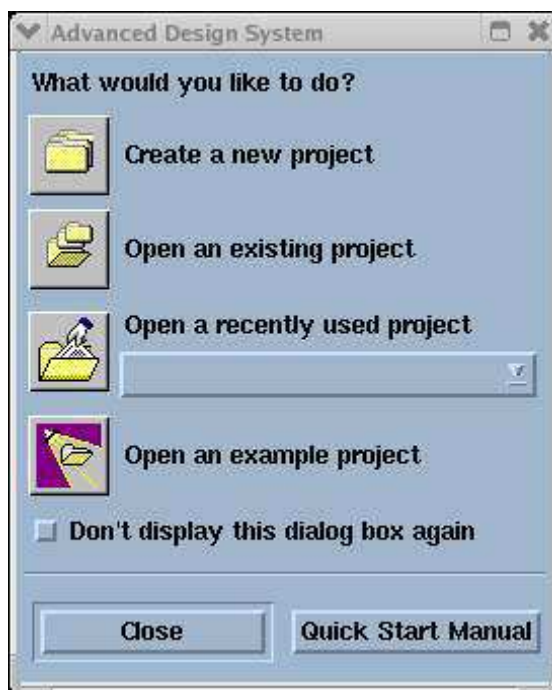 Advanced Design System
What would you like to do?
Create a new project
Open an existing project
Open a recently used project
Open an example project
Don't display this dialog box again
Close
Quick Start Manual